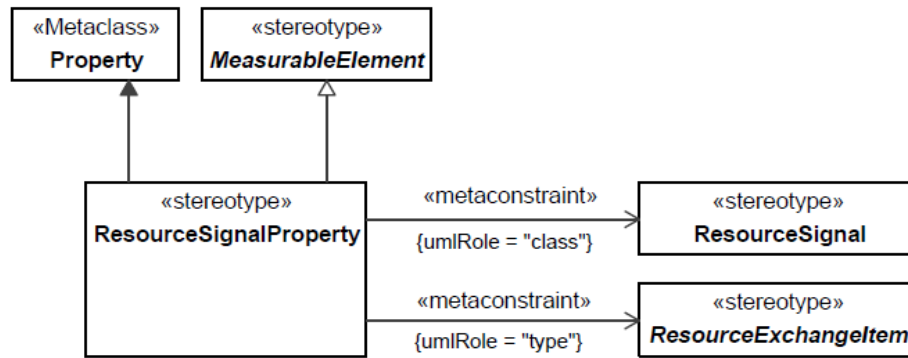 «Metaclass»
Property
«stereotype»
MeasurableElement
«stereotype»
ResourceSignalProperty
«metaconstraint»
{umlRole = "class"}
«stereotype»
ResourceSignal
«metaconstraint»
{umlRole = "type"}
«stereotype»
ResourceExchangeItem